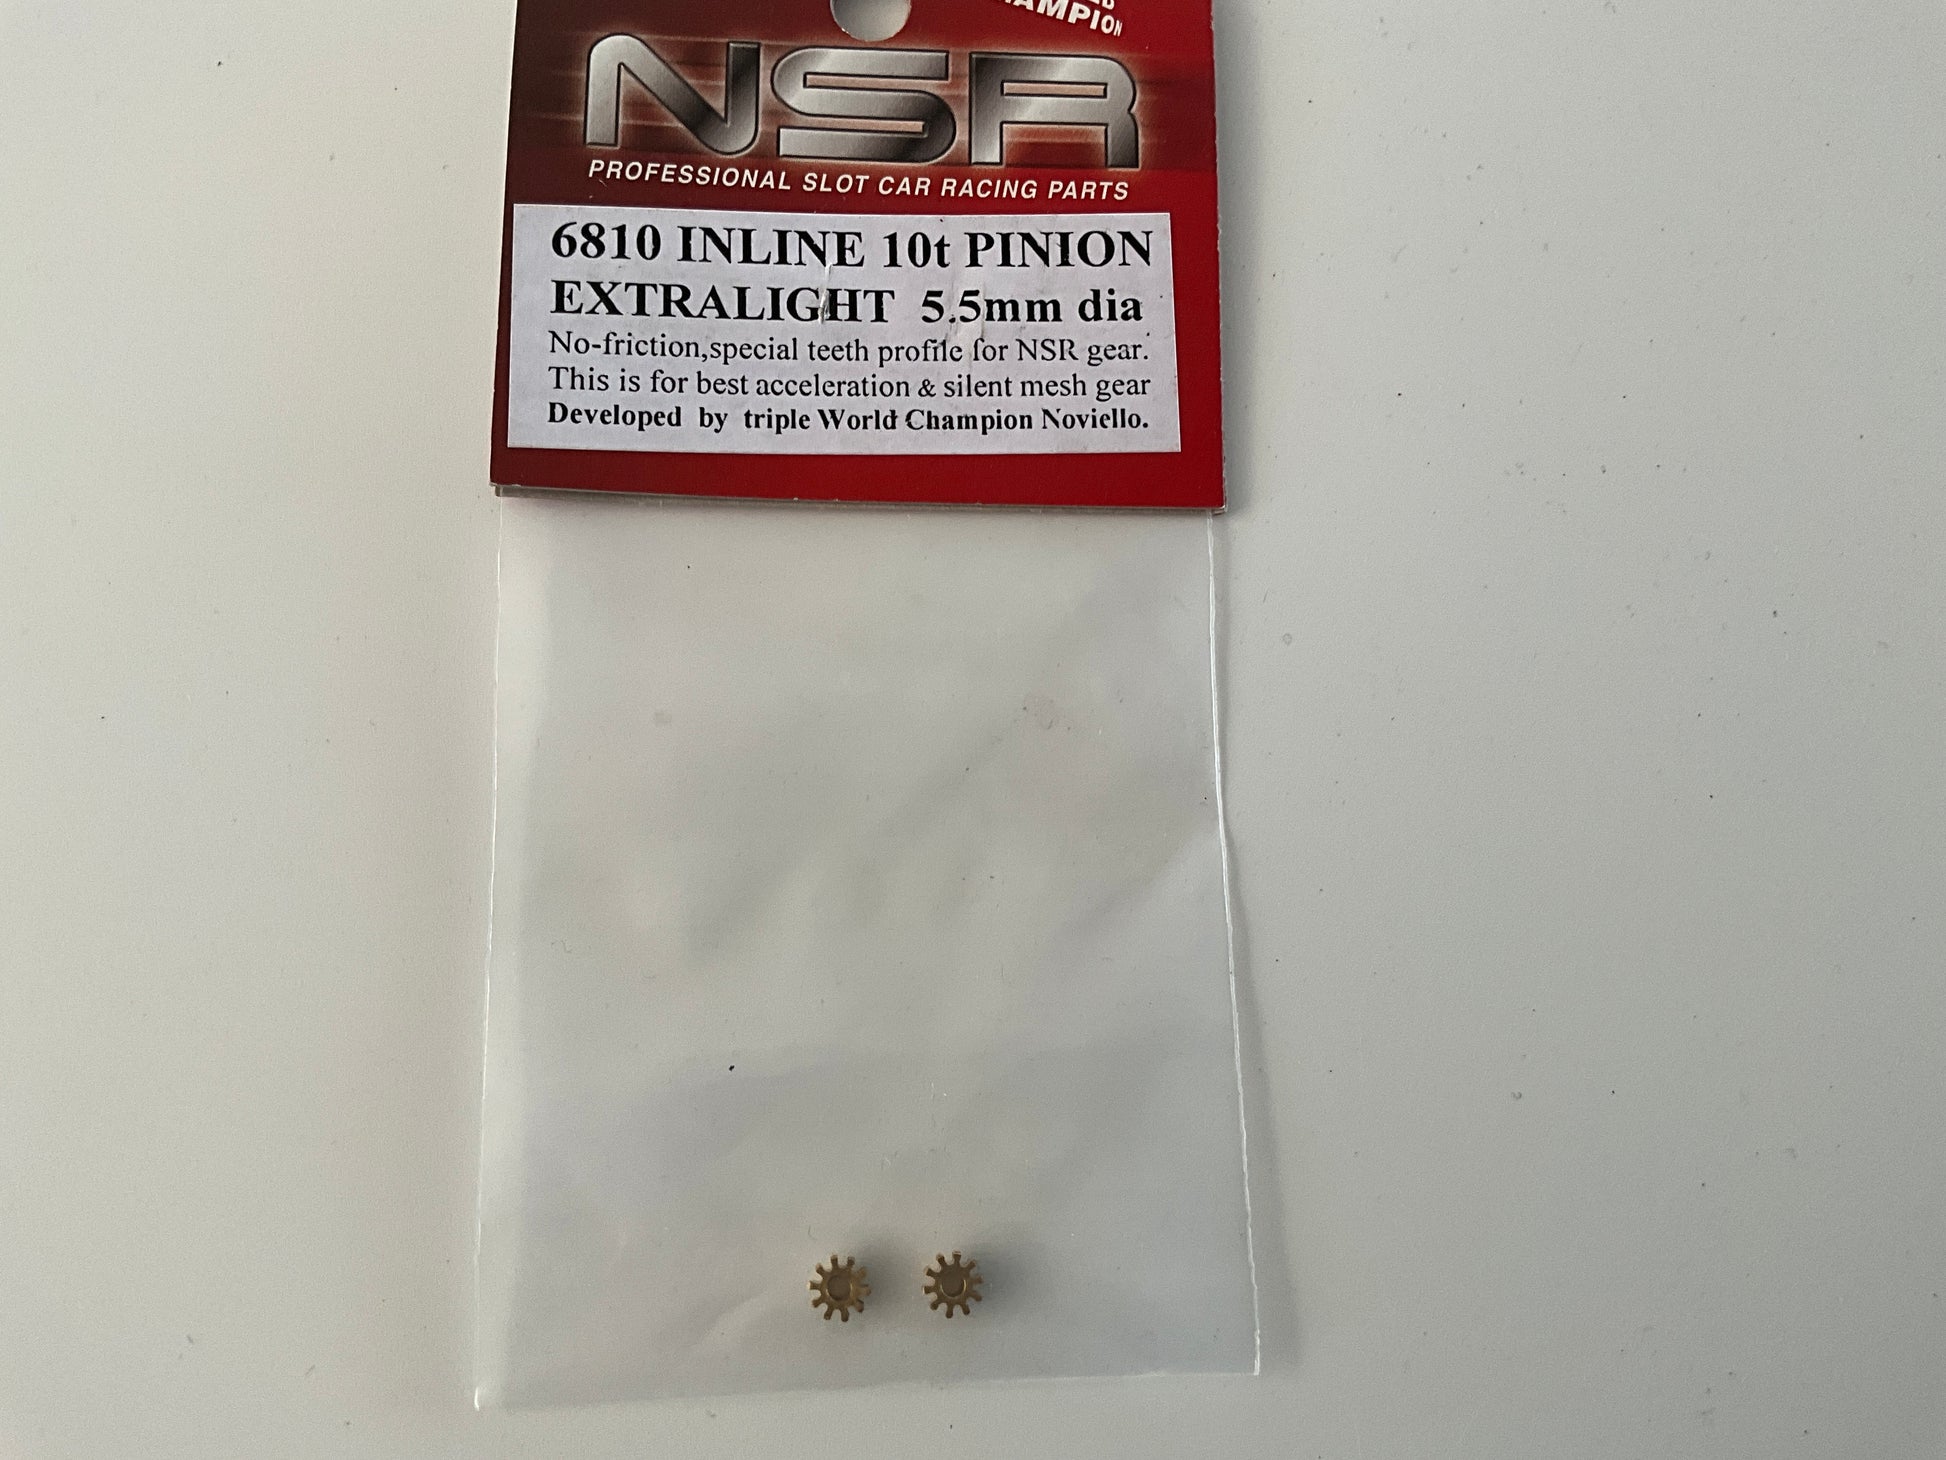 CHAMPION
NSR
PROFESSIONAL SLOT CAR RACING PARTS
6810 INLINE 10t PINION
EXTRALIGHT 5.5mm dia
No-friction,special teeth profile for NSR gear.
This is for best acceleration & silent mesh gear
Developed by triple World Champion Noviello.